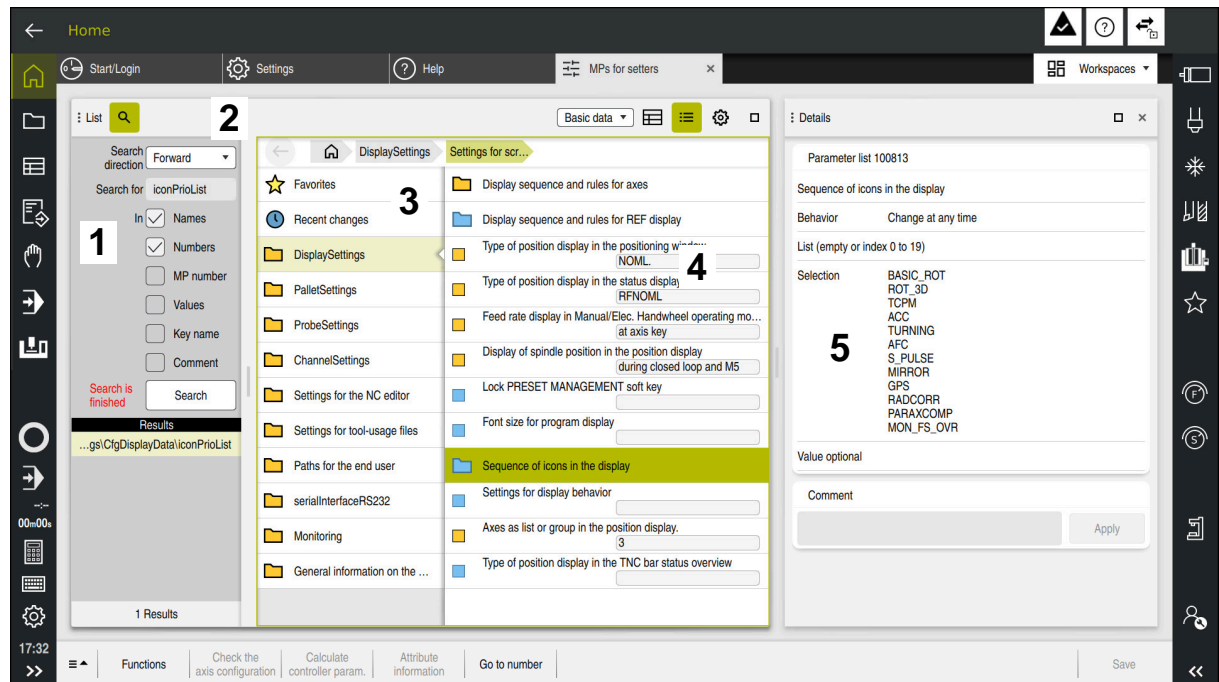 Home
Start/Login
Settings
? Help
MPs for setters ×
Workspaces
List
2
Basic data
Details
Search direction
Forward
Search for
iconPrioList
In
Names
Numbers
MP number
Values
Key name
Comment
1
Search is finished
Search
Results
…gs\CfgDisplayData\iconPrioList
1 Results
DisplaySettings
Settings for scr…
Favorites
Recent changes
3
DisplaySettings
PalletSettings
ProbeSettings
ChannelSettings
Settings for the NC editor
Settings for tool-usage files
Paths for the end user
serialInterfaceRS232
Monitoring
General information on the …
Display sequence and rules for axes
Display sequence and rules for REF display
Type of position display in the positioning window
NOML.
4
Type of position display in the status display
RFNOML
Feed rate display in Manual/Elec. Handwheel operating mo…
at axis key
Display of spindle position in the position display
during closed loop and M5
Lock PRESET MANAGEMENT soft key
Font size for program display
Sequence of icons in the display
Settings for display behavior
Axes as list or group in the position display.
3
Type of position display in the TNC bar status overview
Parameter list 100813
Sequence of icons in the display
Behavior Change at any time
List (empty or index 0 to 19)
Selection BASIC_ROT
ROT_3D
TCPM
ACC
TURNING
AFC
S_PULSE
MIRROR
GPS
RADCORR
PARAXCOMP
MON_FS_OVR
5
Value optional
Comment
Apply
F
S
-:--
00m00s
17:32
Functions
Check the axis configuration
Calculate controller param.
Attribute information
Go to number
Save